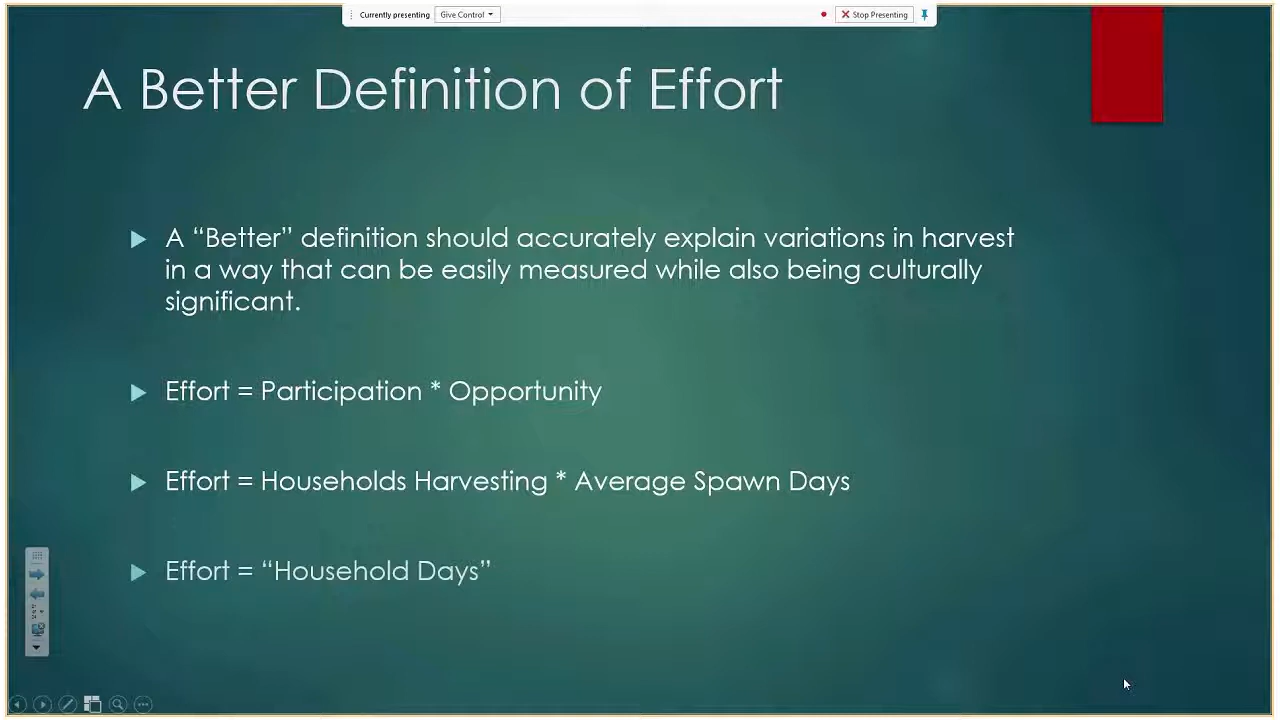 Currently presenting Give Control Stop Presenting
A Better Definition of Effort
A “Better” definition should accurately explain variations in harvest
in a way that can be easily measured while also being culturally
significant.
Effort = Participation * Opportunity
Effort = Households Harvesting * Average Spawn Days
Effort = “Household Days”